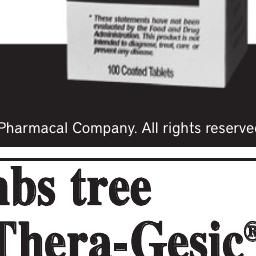 * These statements have not been
evaluated by the Food and Drug
Administration. This product is not
intended to diagnose, treat, cure or
prevent any disease.
100 Coated Tablets
Pharmacal Company. All rights reserve
bs tree
Thera-Gesic®